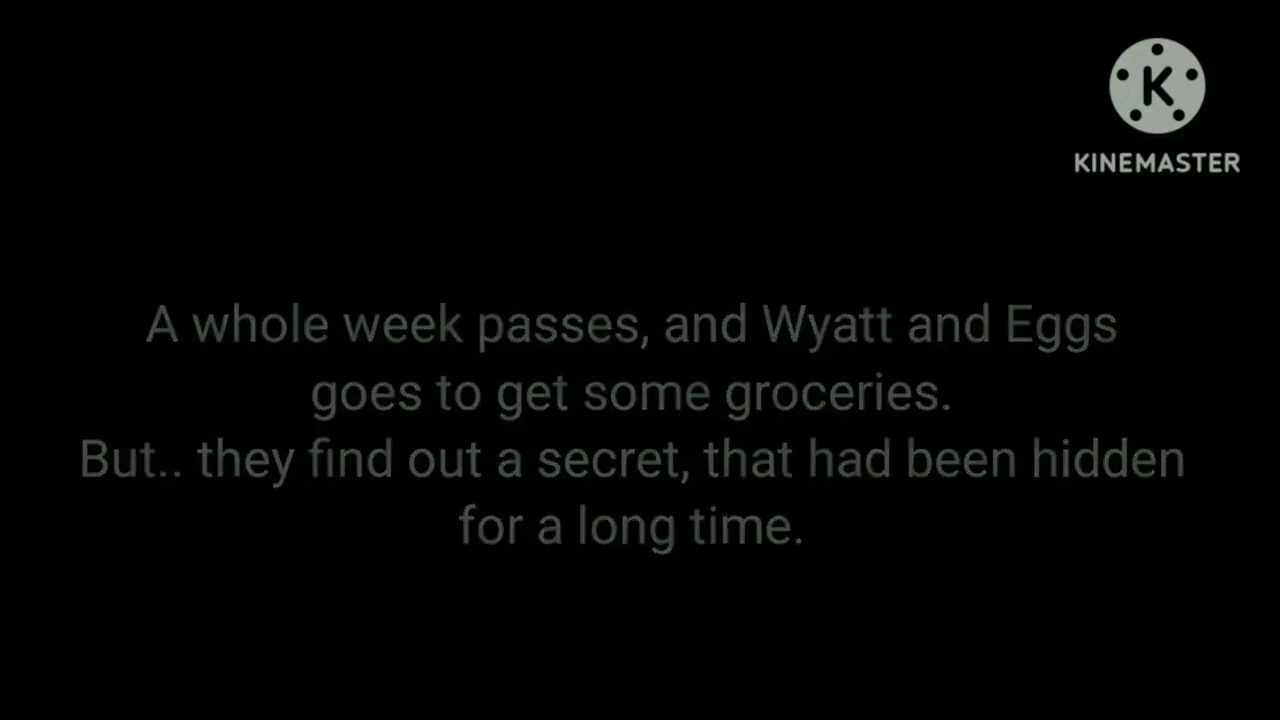 K
KINEMASTER
A whole week passes, and Wyatt and Eggs
goes to get some groceries.
But.. they find out a secret, that had been hidden
for a long time.